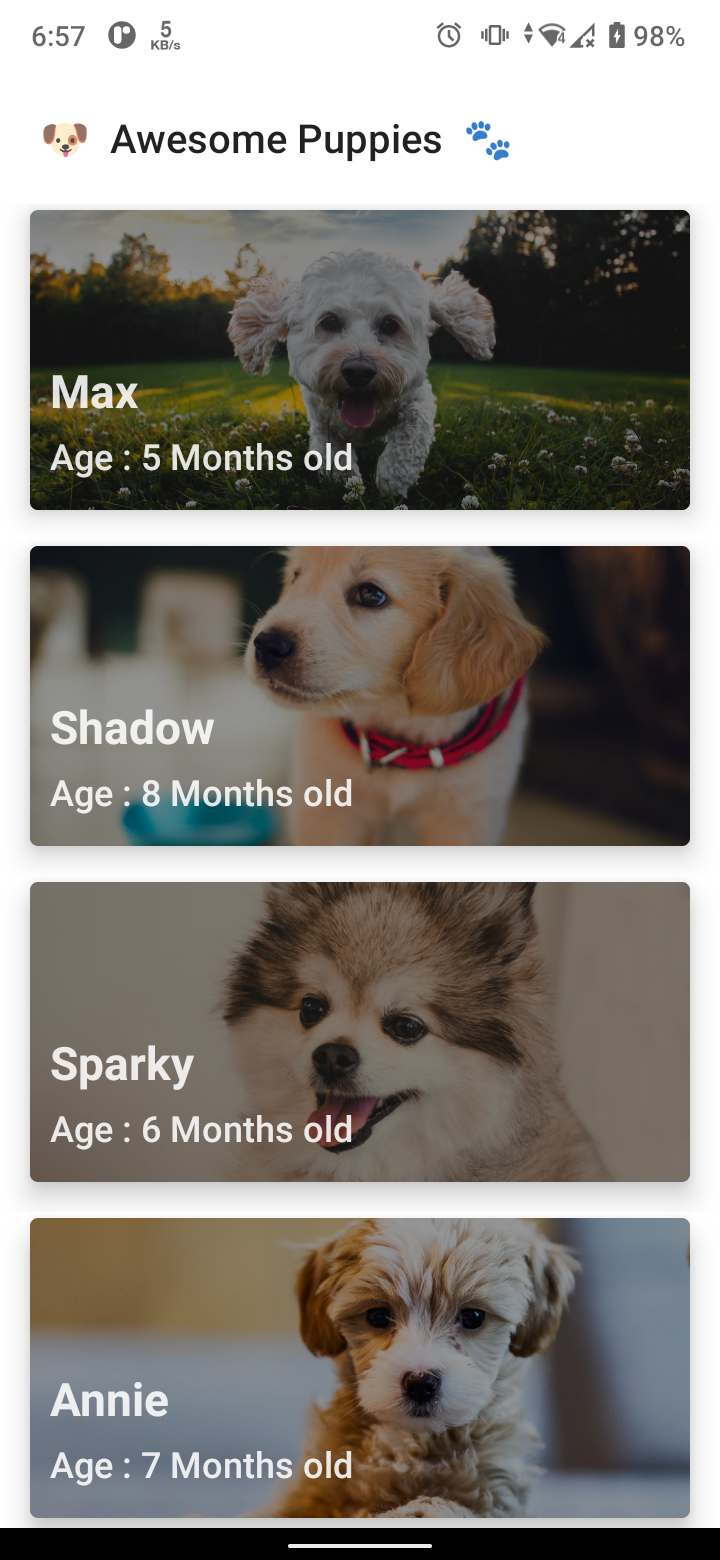 6:57 5 KB/s 4 98%
🐶 Awesome Puppies 🐾
Max
Age : 5 Months old
Shadow
Age : 8 Months old
Sparky
Age : 6 Months old
Annie
Age : 7 Months old